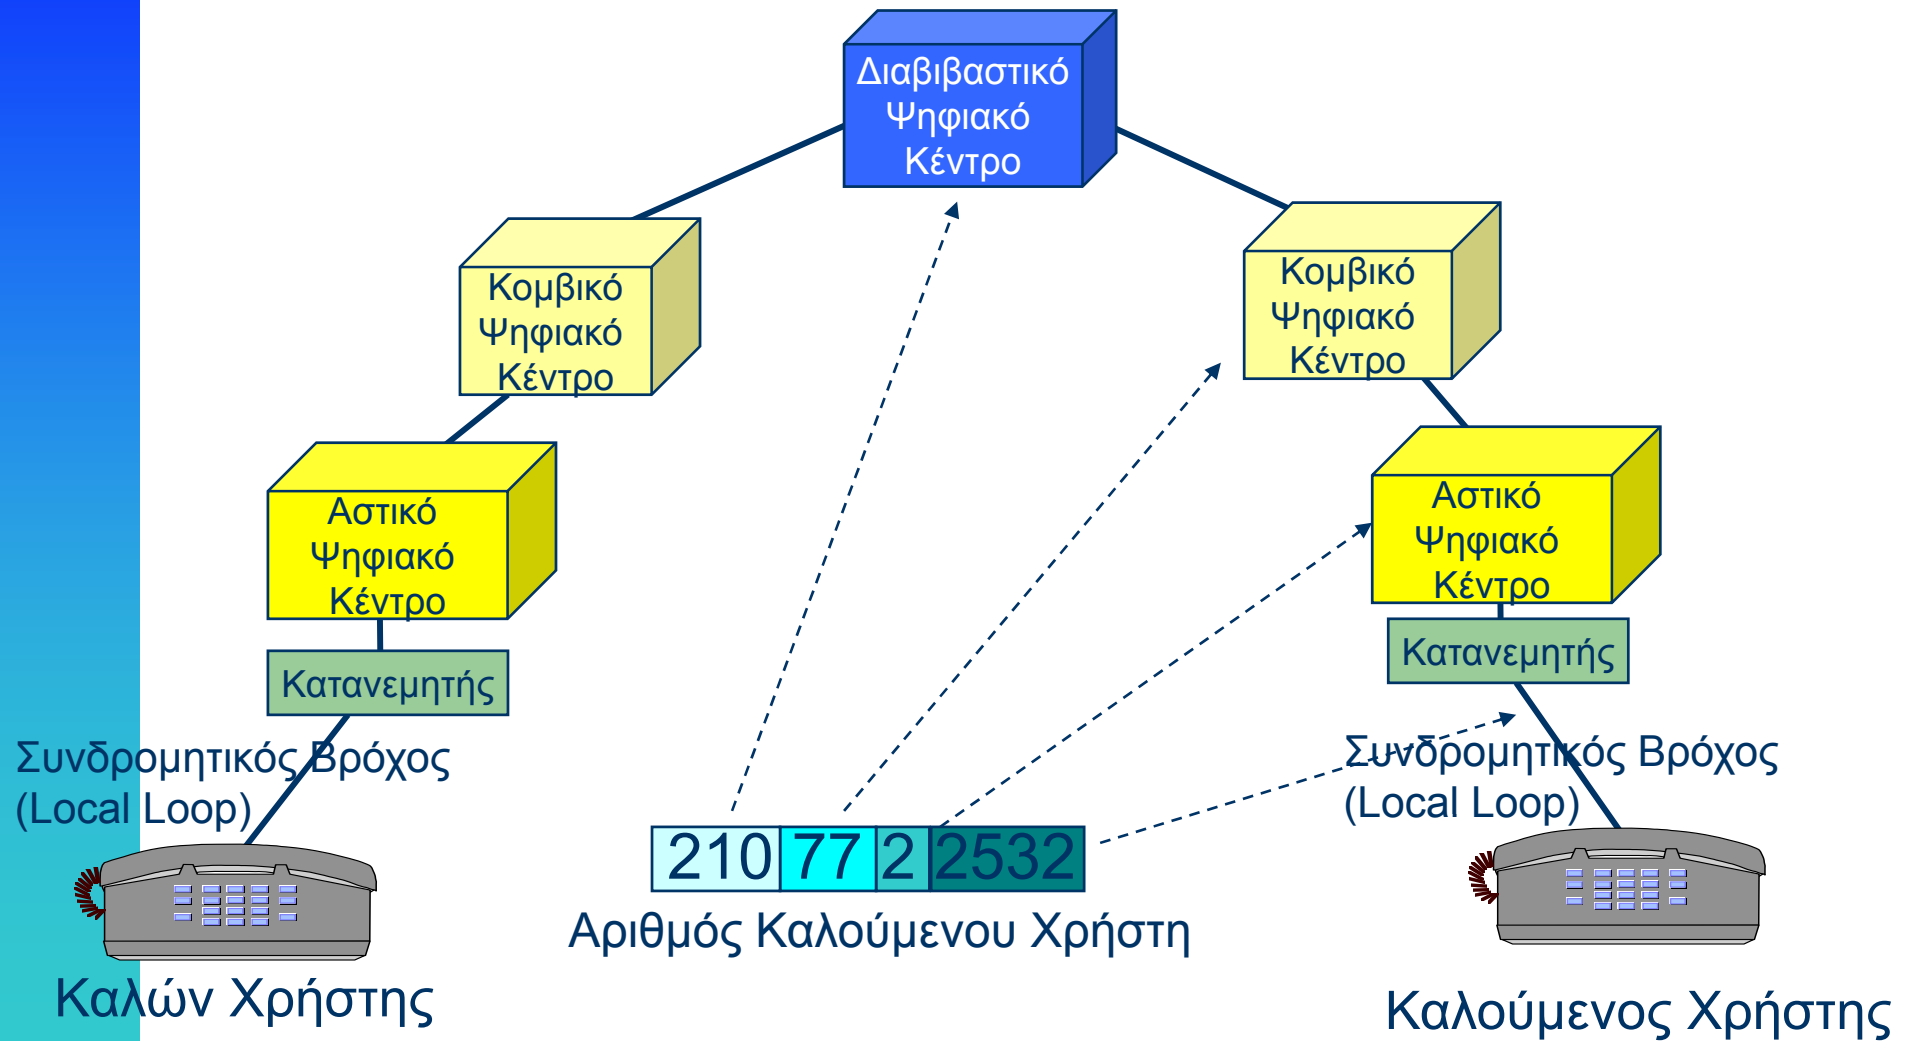 Διαβιβαστικό
Ψηφιακό
Κέντρο
Κομβικό
Ψηφιακό
Κέντρο
Κομβικό
Ψηφιακό
Κέντρο
Αστικό
Ψηφιακό
Κέντρο
Αστικό
Ψηφιακό
Κέντρο
Κατανεμητής
Κατανεμητής
Συνδρομητικός Βρόχος
(Local Loop)
Συνδρομητικός Βρόχος
(Local Loop)
210 77 2 2532
Αριθμός Καλούμενου Χρήστη
Καλών Χρήστης
Καλούμενος Χρήστης